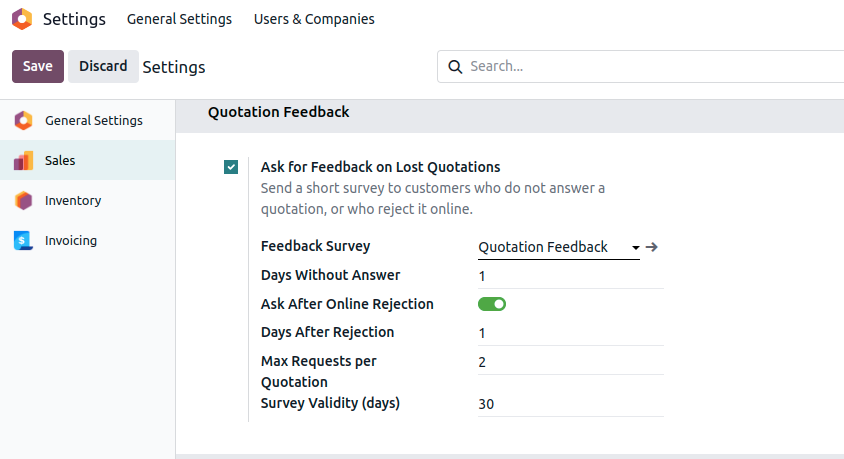 Settings General Settings Users & Companies
Save Discard Settings Search...
General Settings
Sales
Inventory
Invoicing
Quotation Feedback
Ask for Feedback on Lost Quotations
Send a short survey to customers who do not answer a
quotation, or who reject it online.
Feedback Survey Quotation Feedback
Days Without Answer 1
Ask After Online Rejection
Days After Rejection 1
Max Requests per 2
Quotation
Survey Validity (days) 30